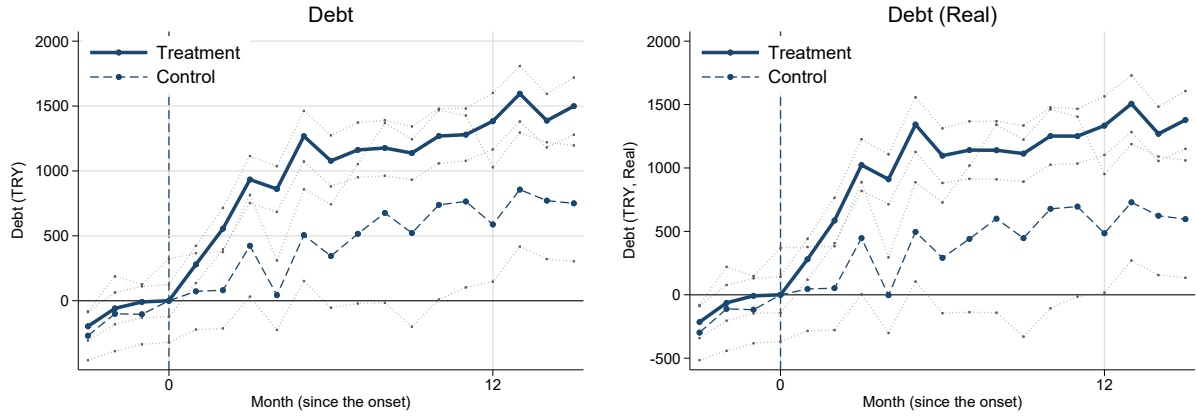 Debt
2000
1500
1000
500
0
Debt (TRY)
Treatment
Control
0
12
Month (since the onset)
Debt (Real)
2000
1500
1000
500
0
-500
Debt (TRY, Real)
Treatment
Control
0
12
Month (since the onset)